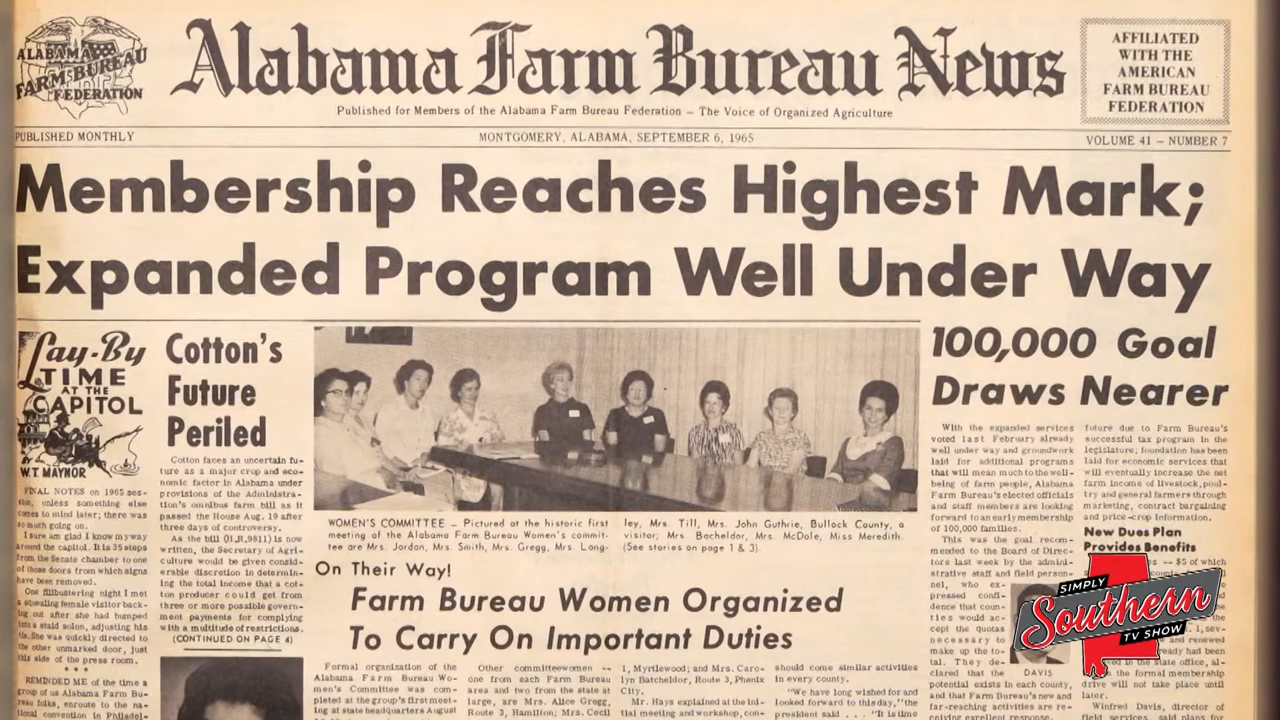 ALABAMA
FARM BUREAU
FEDERATION
Alabama Farm Bureau News
Published for Members of the Alabama Farm Bureau Federation — The Voice of Organized Agriculture
AFFILIATED
WITH THE
AMERICAN
FARM BUREAU
FEDERATION
PUBLISHED MONTHLY
MONTGOMERY, ALABAMA, SEPTEMBER 6, 1965
VOLUME 41 — NUMBER 7
Membership Reaches Highest Mark;
Expanded Program Well Under Way
Lay-By
TIME
AT THE
CAPITOL
by
W.T. MAYNOR
FINAL NOTES on 1965 ses-
sion, unless something else
comes to mind later; there was
so much going on.
I sure am glad I know my way
around the capitol. It is 35 steps
from the Senate chamber to one
of those doors from which signs
have been removed.
One filibustering night I met
a squealing female visitor back-
ing out after she had bumped
into a staid solon, adjusting his
tie. She was quickly directed to
the other unmarked door, just
this side of the press room.
* * *
REMINDED ME of the time a
group of us Alabama Farm Bu-
reau folks, enroute to the na-
tional convention in Philadel-
Cotton's
Future
Periled
Cotton faces an uncertain fu-
ture as a major crop and eco-
nomic factor in Alabama under
provisions of the Administra-
tion's omnibus farm bill as it
passed the House Aug. 19 after
three days of controversy.
As the bill (H.R.9811) is now
written, the Secretary of Agri-
culture would be given consid-
erable discretion in determin-
ing the total income that a cot-
ton producer could get from
three or more possible govern-
ment payments for complying
with a multitude of restrictions.
(CONTINUED ON PAGE 4)
WOMEN'S COMMITTEE — Pictured at the historic first
meeting of the Alabama Farm Bureau Women's commit-
tee are Mrs. Jordon, Mrs. Smith, Mrs. Gregg, Mrs. Long-
ley, Mrs. Till, Mrs. John Guthrie, Bullock County, a
visitor; Mrs. Bachelor, Mrs. McDole, Miss Meredith.
(See stories on page 1 & 3)
On Their Way!
Farm Bureau Women Organized
To Carry On Important Duties
Formal organization of the
Alabama Farm Bureau Wo-
men's Committee was com-
pleted at the group's first meet-
ing at state headquarters August
Other committeewomen --
one from each Farm Bureau
area and two from the state at
large, are Mrs. Alice Gregg,
Route 3, Hamilton; Mrs. Cecil
1, Myrtlewood; and Mrs. Caro-
lyn Batchelder, Route 3, Phenix
City.
Mr. Hays explained at the ini-
tial meeting and workshop, con-
should come similar activities
in every county.
"We have long wished for and
looked forward to this day," the
president said . . . "It is time
100,000 Goal
Draws Nearer
With the expanded services
voted last February already
well under way and groundwork
laid for additional programs
that will mean much to the well-
being of farm people, Alabama
Farm Bureau's elected officials
and staff members are looking
forward to an early membership
of 100,000 families.
This was the goal recom-
mended to the Board of Direc-
tors last week by the admini-
strative staff and field person-
nel, who ex-
pressed confi-
dence that coun-
ties would ac-
cept the quotas
necessary to
make up the to-
tal. They de-
clared that the
potential exists in each county,
and that Farm Bureau's new and
far-reaching activities are re-
ceiving excellent response.
DAVIS
future due to Farm Bureau's
successful tax program in the
legislature; foundation has been
laid for economic services that
will eventually increase the net
farm income of livestock, poul-
try and general farmers through
marketing, contract bargaining
and price-crop information.
New Dues Plan
Provides Benefits
-- $5 of which
1, sev-
and renewed
ready had been
in the state office, al-
the formal membership
drive will not take place until
later.
Winfred Davis, director of
field services, said plans for
SIMPLY
Southern
TV SHOW